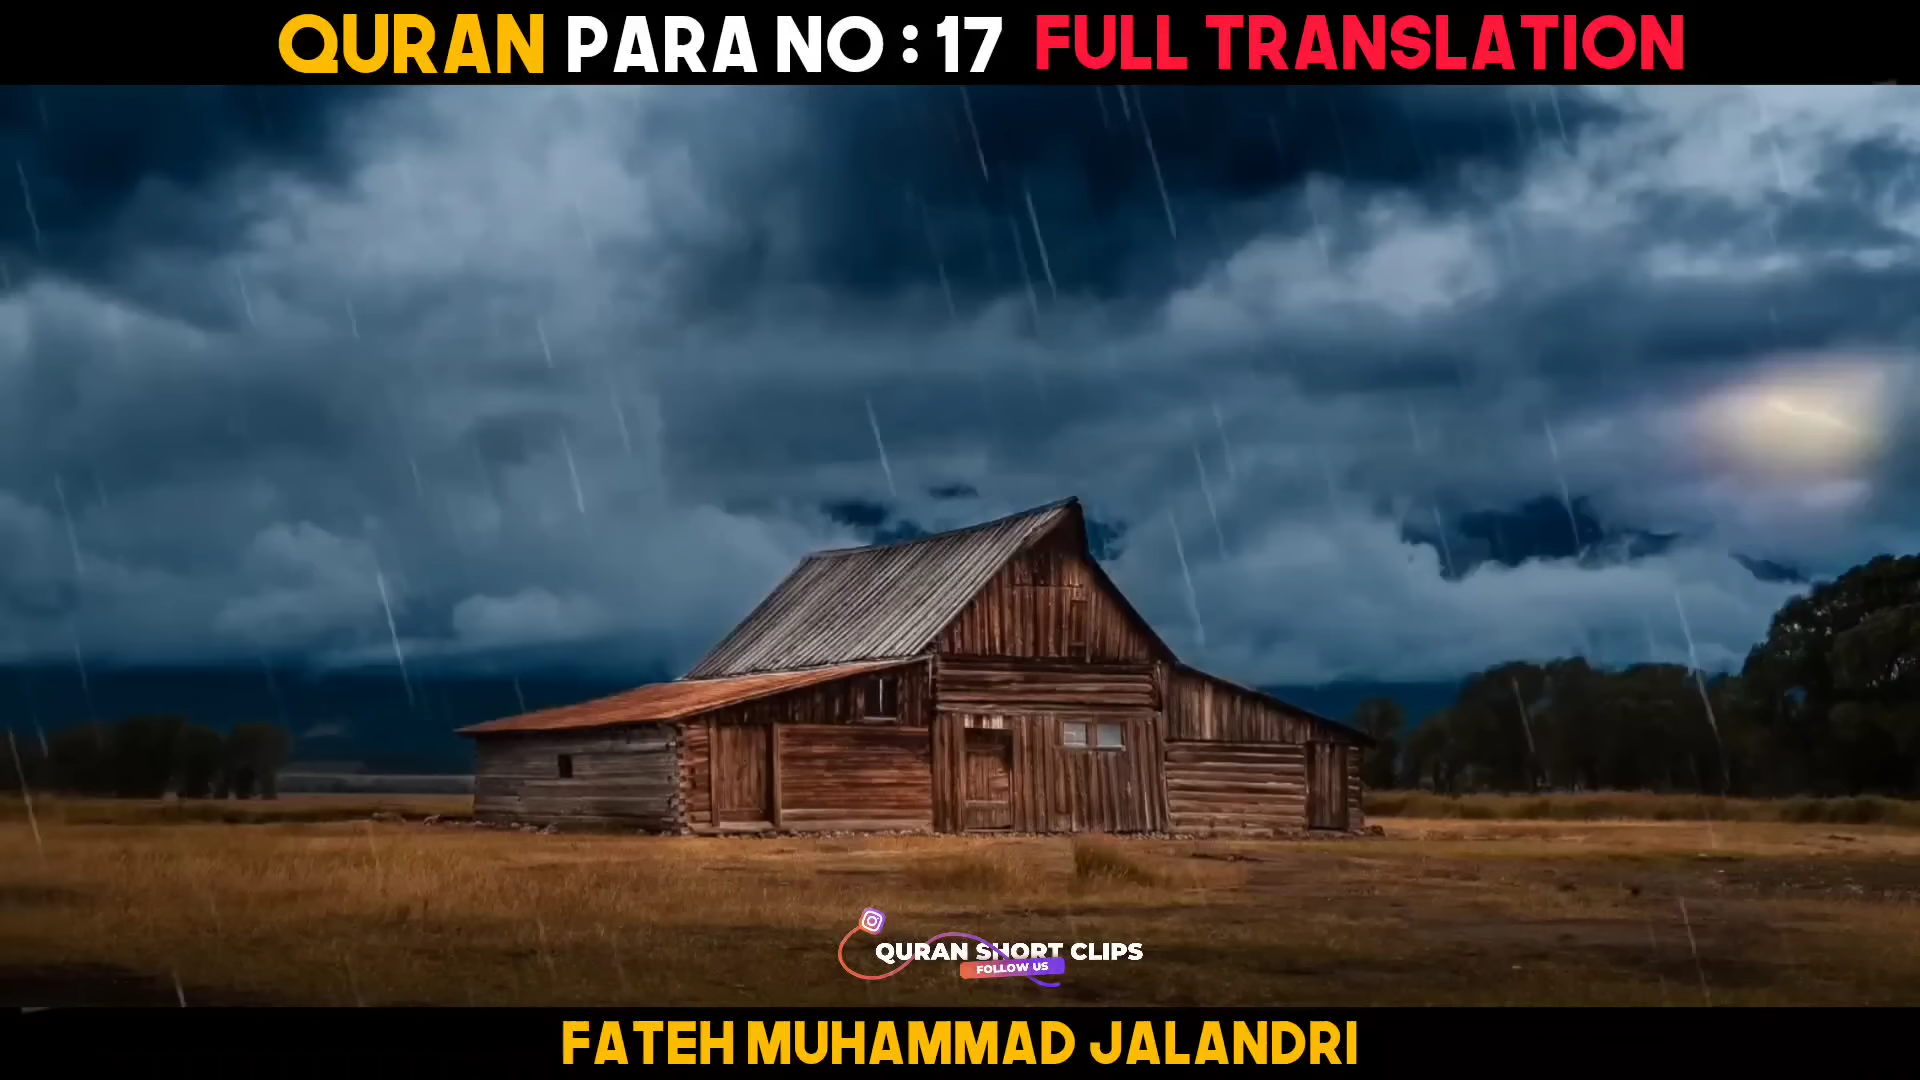 QURAN PARA NO : 17 FULL TRANSLATION
QURAN SHORT CLIPS
FOLLOW US
FATEH MUHAMMAD JALANDRI